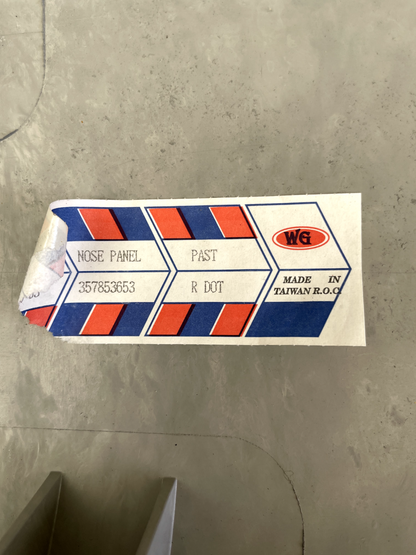 NOSE PANEL
357853653
PAST
R DOT
WG
MADE IN
TAIWAN R.O.C.